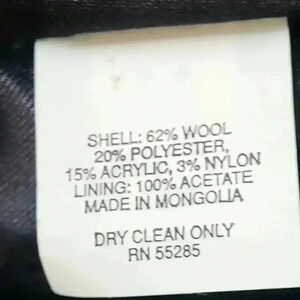 SHELL: 62% WOOL
20% POLYESTER,
15% ACRYLIC, 3% NYLON
LINING: 100% ACETATE
MADE IN MONGOLIA
DRY CLEAN ONLY
RN 55285